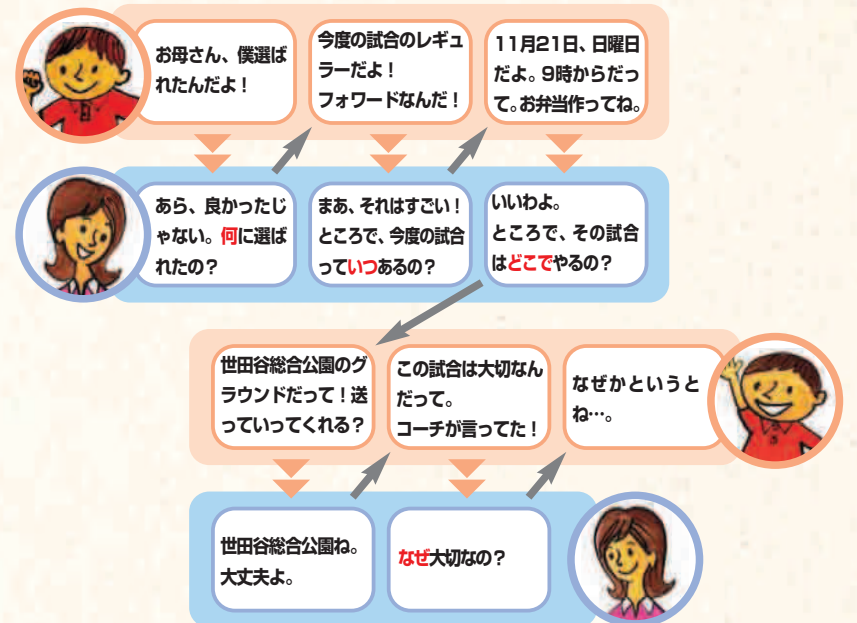 お母さん、僕選ば
れたんだよ！
あら、良かったじ
ゃない。何に選ば
れたの？
今度の試合のレギュ
ラーだよ！
フォワードなんだ！
まあ、それはすごい！
ところで、今度の試合
っていつあるの？
11月21日、日曜日
だよ。9時からだっ
て。お弁当作ってね。
いいわよ。
ところで、その試合
はどこでやるの？
世田谷総合公園のグ
ラウンドだって！送
っていってくれる？
世田谷総合公園ね。
大丈夫よ。
この試合は大切なん
だって。
コーチが言ってた！
なぜ大切なの？
なぜかというと
ね…。